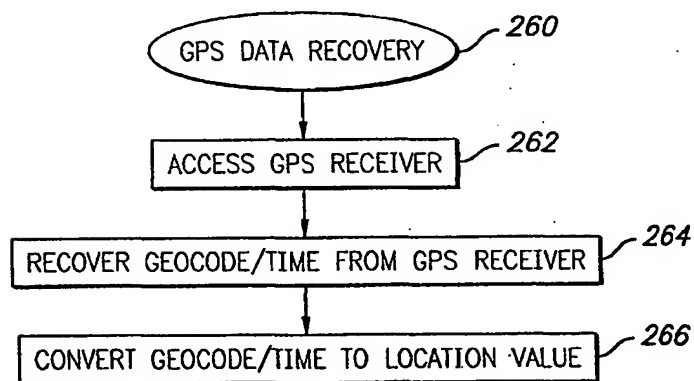 GPS DATA RECOVERY
260
ACCESS GPS RECEIVER
262
RECOVER GEOCODE/TIME FROM GPS RECEIVER
264
CONVERT GEOCODE/TIME TO LOCATION VALUE
266